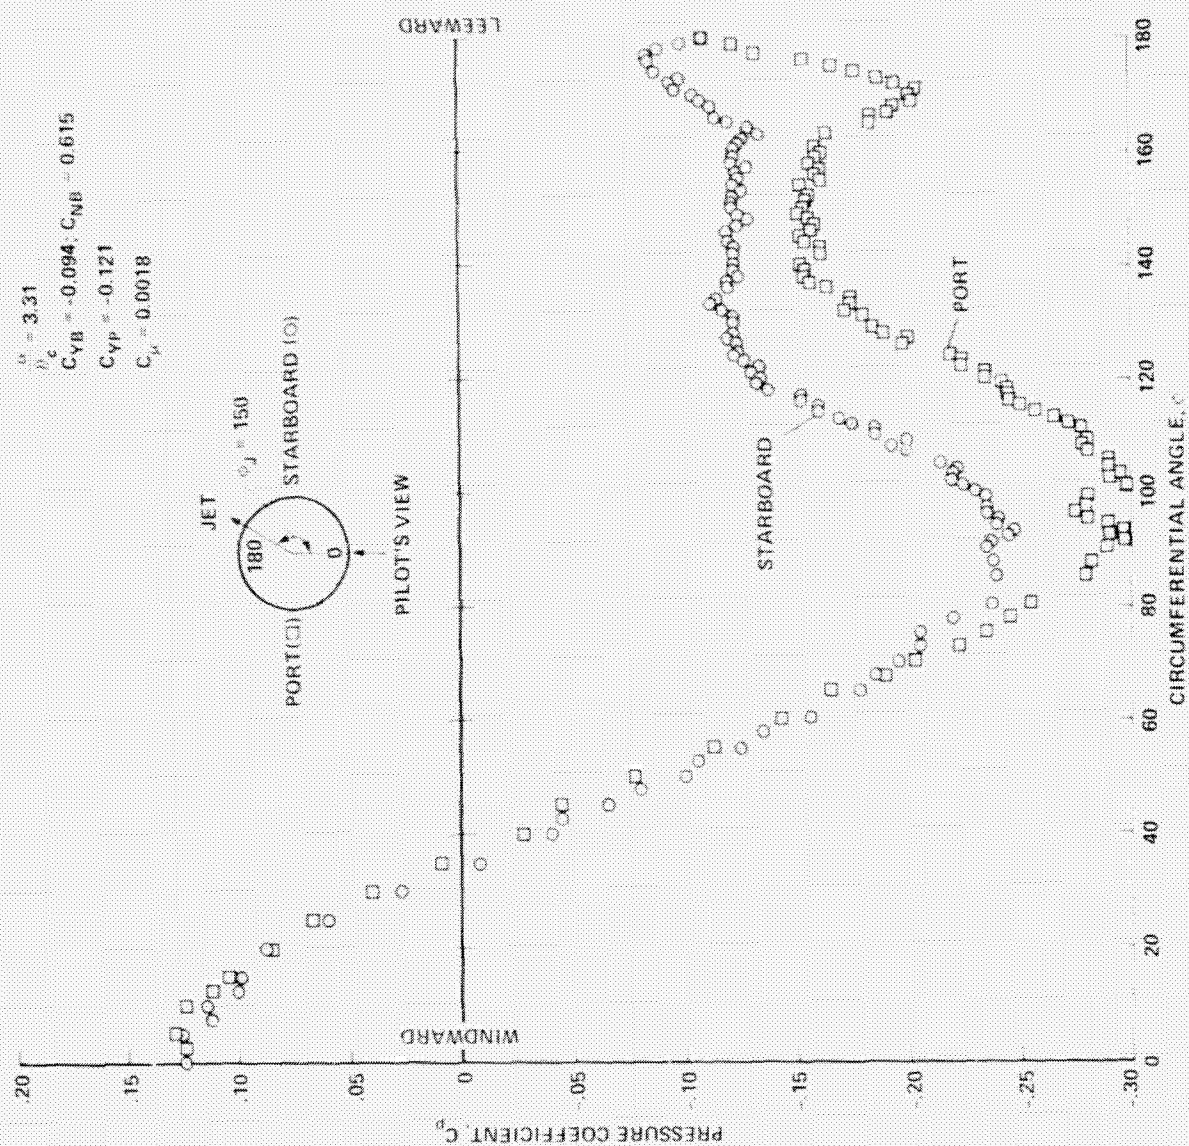 = 3.31
C_YB = -0.094, C_NB = 0.615
C_YP = -0.121
C_μ = 0.0018
JET
φ_J = 150
180
0
PORT(□)
STARBOARD (○)
PILOT'S VIEW
WINDWARD
LEEWARD
STARBOARD
PORT
PRESSURE COEFFICIENT, C_p
.20
.15
.10
.05
0
-.05
-.10
-.15
-.20
-.25
-.30
0
20
40
60
80
100
120
140
160
180
CIRCUMFERENTIAL ANGLE,